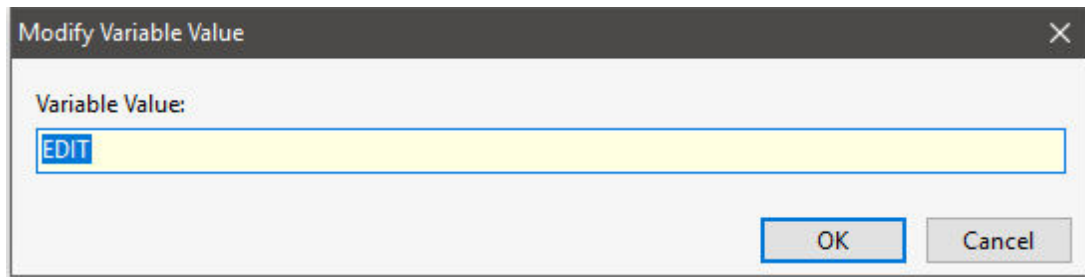 Modify Variable Value
Variable Value:
EDIT
OK Cancel